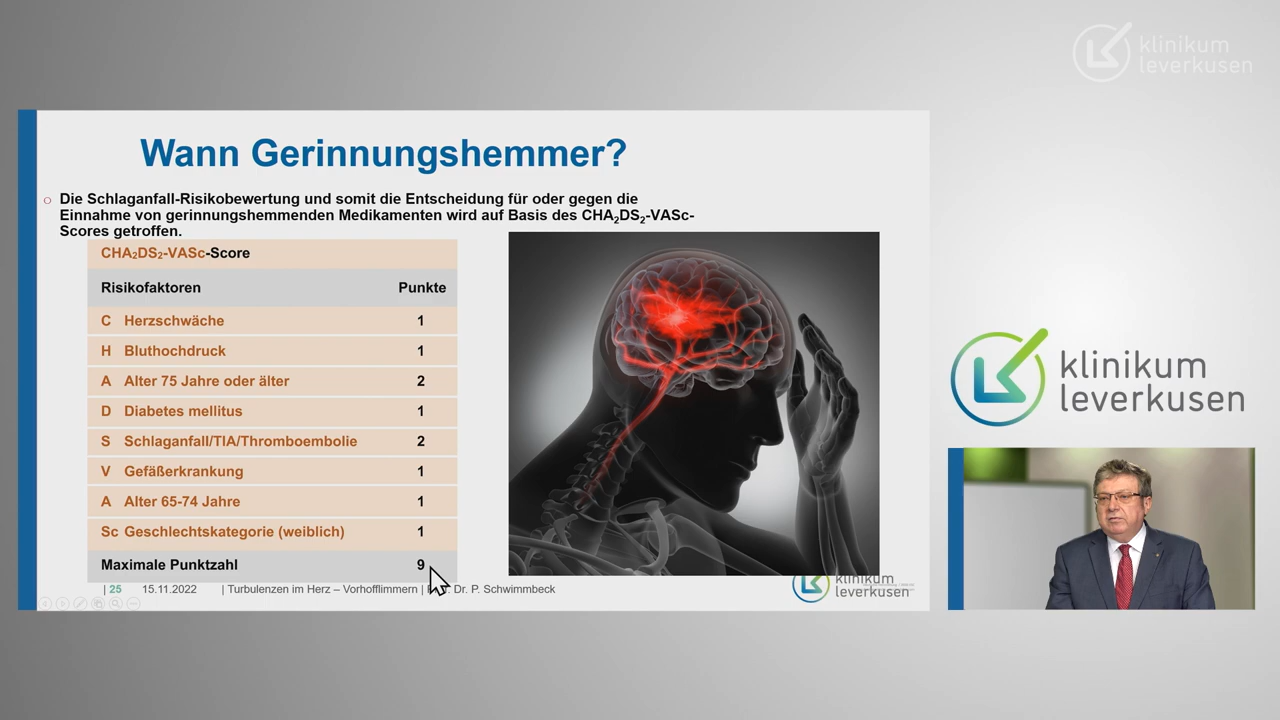 klinikum
leverkusen
Wann Gerinnungshemmer?
Die Schlaganfall-Risikobewertung und somit die Entscheidung für oder gegen die
Einnahme von gerinnungshemmenden Medikamenten wird auf Basis des CHA₂DS₂-VASc-
Scores getroffen.
CHA₂DS₂-VASc-Score
Risikofaktoren Punkte
C Herzschwäche 1
H Bluthochdruck 1
A Alter 75 Jahre oder älter 2
D Diabetes mellitus 1
S Schlaganfall/TIA/Thromboembolie 2
V Gefäßerkrankung 1
A Alter 65-74 Jahre 1
Sc Geschlechtskategorie (weiblich) 1
Maximale Punktzahl 9
| 25 15.11.2022 | Turbulenzen im Herz – Vorhofflimmern | Dr. P. Schwimmbeck
klinikum
leverkusen
klinikum
leverkusen